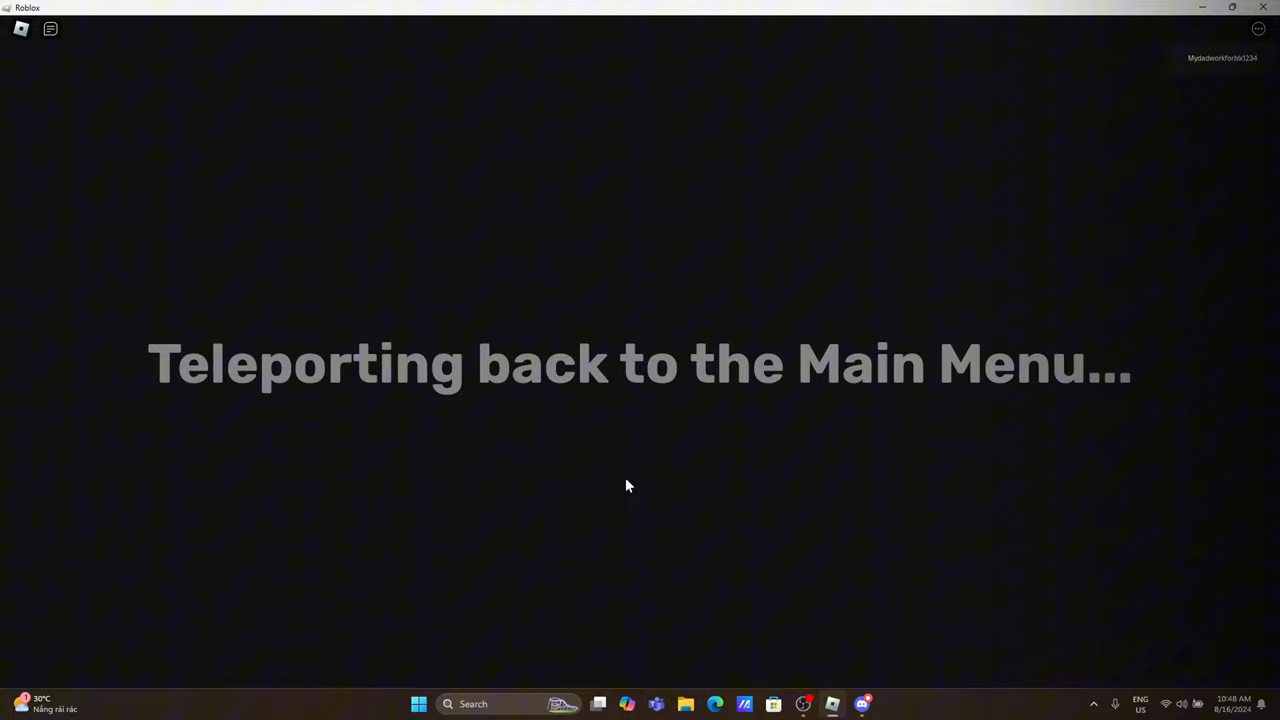 Roblox
Mydadworkforblx1234
Teleporting back to the Main Menu...
1
30°C
Nắng rải rác
Search
ENG
US
10:48 AM
8/16/2024